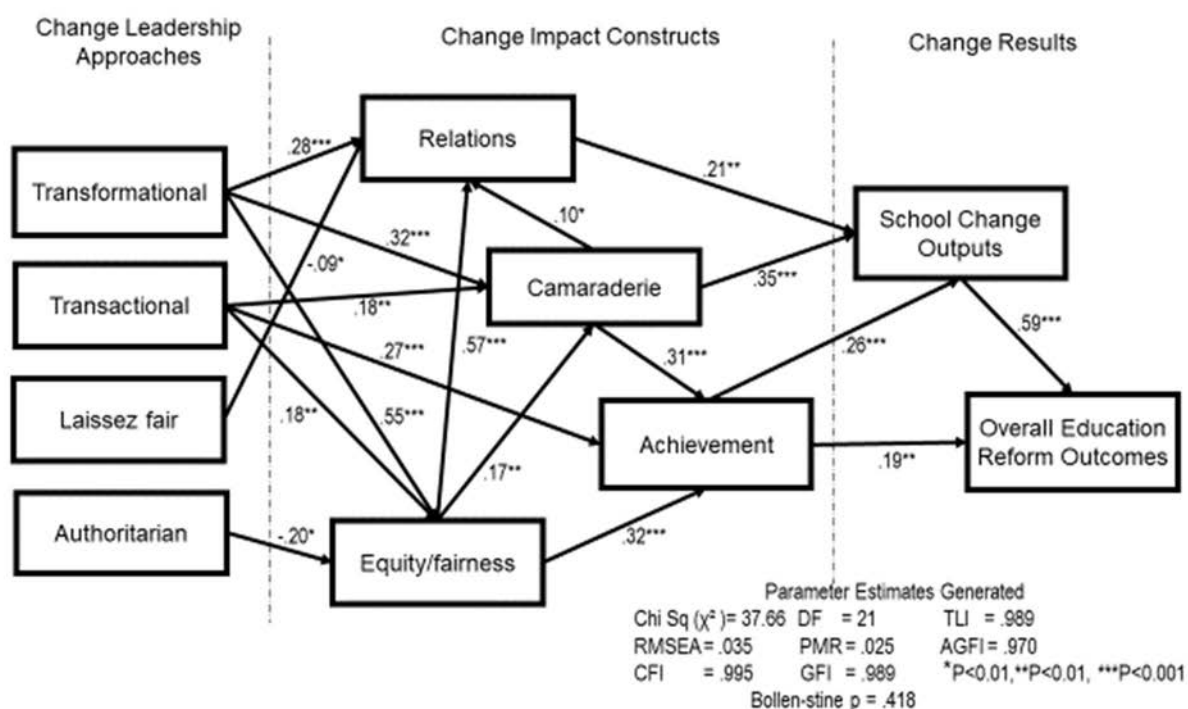 Change Leadership
Approaches
Change Impact Constructs
Change Results
Transformational
Transactional
Laissez fair
Authoritarian
Relations
Camaraderie
Achievement
Equity/fairness
School Change
Outputs
Overall Education
Reform Outcomes
.28***
.32***
-.09*
.18**
.27***
.18**
.55***
-.20*
.10*
.57***
.17**
.31***
.32***
.21**
.35***
.26***
.59***
.19**
Parameter Estimates Generated
Chi Sq (χ² )= 37.66 DF = 21 TLI = .989
RMSEA = .035 PMR = .025 AGFI = .970
CFI = .995 GFI = .989 *P<0.01,**P<0.01, ***P<0.001
Bollen-stine p = .418